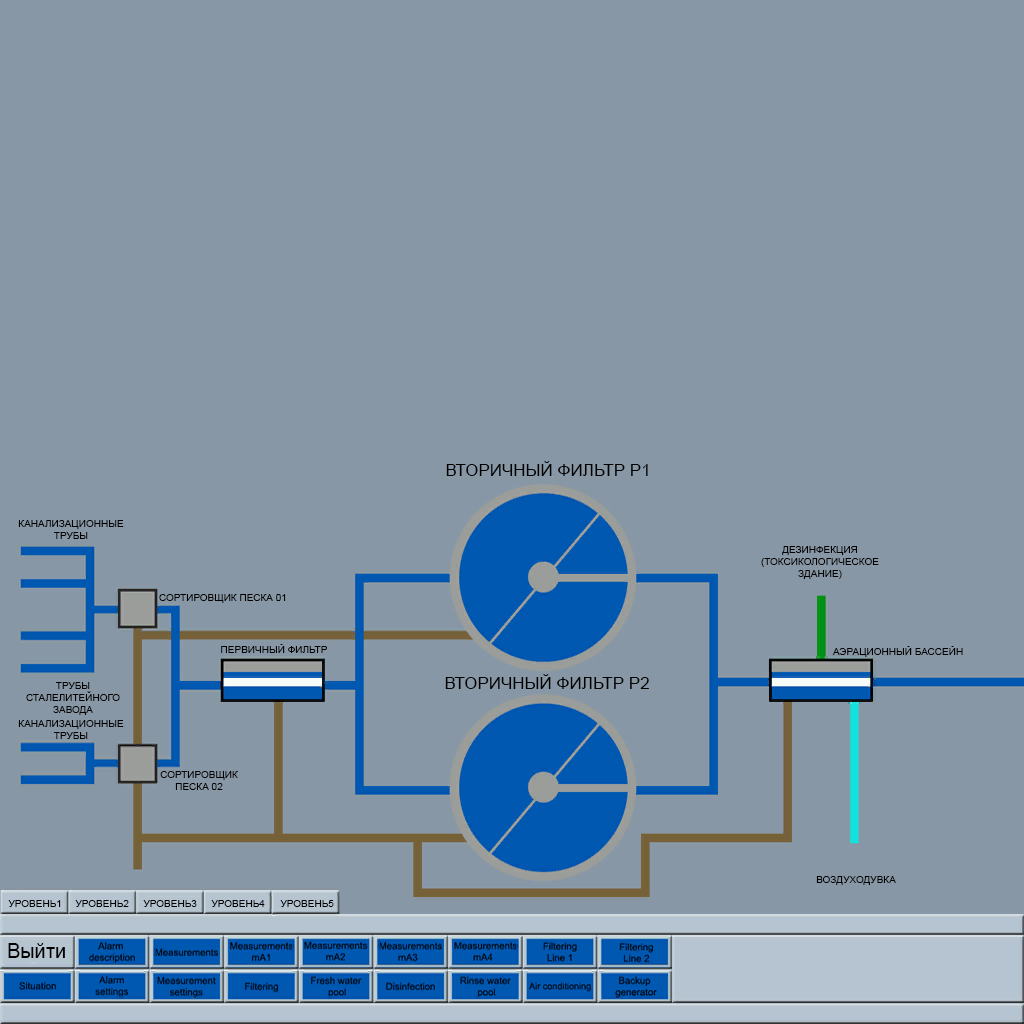 ВТОРИЧНЫЙ ФИЛЬТР P1
КАНАЛИЗАЦИОННЫЕ
ТРУБЫ
ДЕЗИНФЕКЦИЯ
(ТОКСИКОЛОГИЧЕСКОЕ
ЗДАНИЕ)
СОРТИРОВЩИК ПЕСКА 01
ПЕРВИЧНЫЙ ФИЛЬТР
АЭРАЦИОННЫЙ БАССЕЙН
ВТОРИЧНЫЙ ФИЛЬТР P2
ТРУБЫ
СТАЛЕЛИТЕЙНОГО
ЗАВОДА
КАНАЛИЗАЦИОННЫЕ
ТРУБЫ
СОРТИРОВЩИК
ПЕСКА 02
ВОЗДУХОДУВКА
УРОВЕНЬ1
УРОВЕНЬ2
УРОВЕНЬ3
УРОВЕНЬ4
УРОВЕНЬ5
Выйти
Alarm
description
Measurements
Measurements
mA1
Measurements
mA2
Measurements
mA3
Measurements
mA4
Filtering
Line 1
Filtering
Line 2
Situation
Alarm
settings
Measurement
settings
Filtering
Fresh water
pool
Disinfection
Rinse water
pool
Air conditioning
Backup
generator